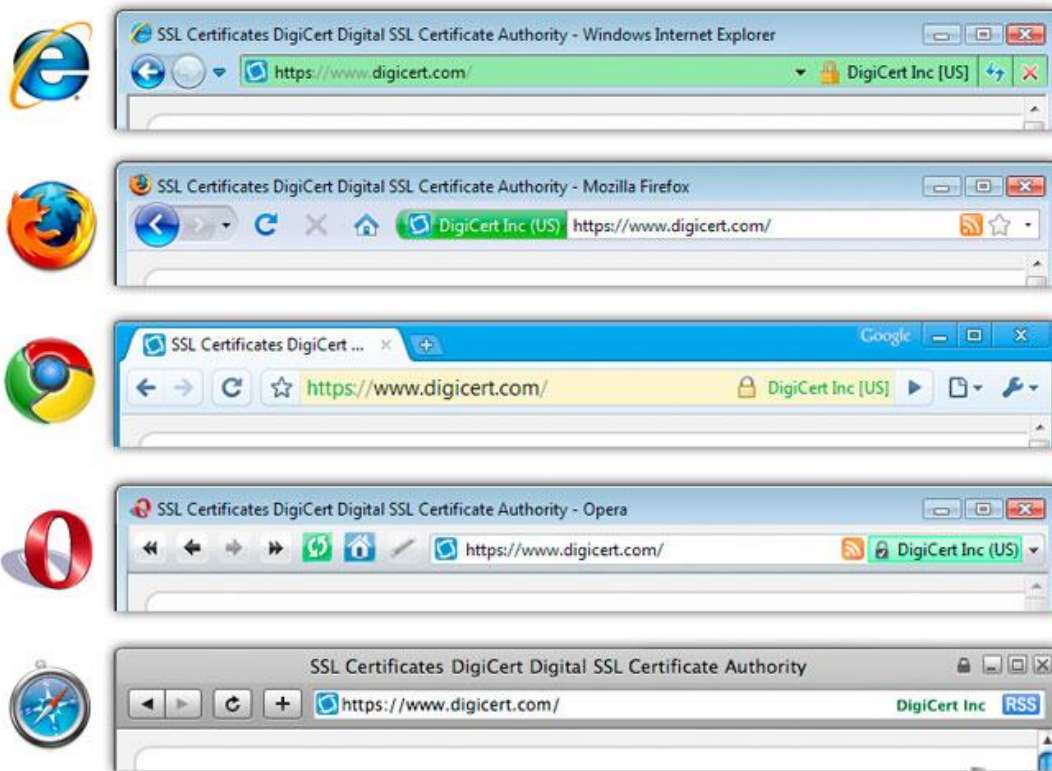 SSL Certificates DigiCert Digital SSL Certificate Authority - Windows Internet Explorer
https://www.digicert.com/ DigiCert Inc [US]
SSL Certificates DigiCert Digital SSL Certificate Authority - Mozilla Firefox
DigiCert Inc (US) https://www.digicert.com/
SSL Certificates DigiCert ... Google
https://www.digicert.com/ DigiCert Inc [US]
SSL Certificates DigiCert Digital SSL Certificate Authority - Opera
https://www.digicert.com/ DigiCert Inc (US)
SSL Certificates DigiCert Digital SSL Certificate Authority
https://www.digicert.com/ DigiCert Inc RSS